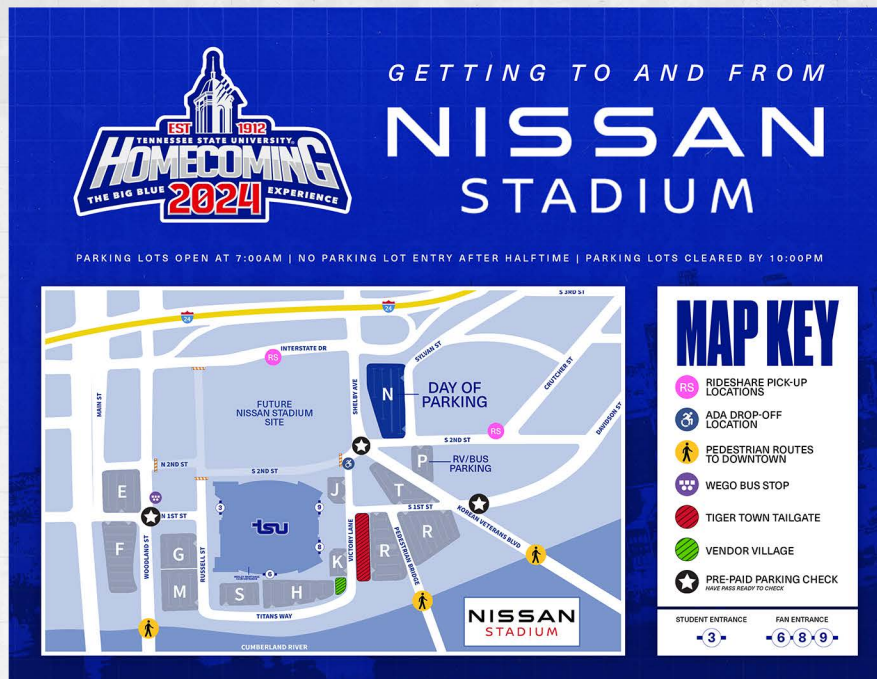 GETTING TO AND FROM
NISSAN
STADIUM
EST 1912
TENNESSEE STATE UNIVERSITY
HOMECOMING
THE BIG BLUE 2024 EXPERIENCE
PARKING LOTS OPEN AT 7:00AM | NO PARKING LOT ENTRY AFTER HALFTIME | PARKING LOTS CLEARED BY 10:00PM
S 3RD ST
24
24
INTERSTATE DR
RS
SYLVAN ST
CRUTCHER ST
DAVIDSON ST
MAIN ST
SHELBY AVE
N
DAY OF
PARKING
FUTURE
NISSAN STADIUM
SITE
RS
S 2ND ST
N 2ND ST
S 2ND ST
P
RV/BUS
PARKING
E
J
T
3
9
S 1ST ST
N 1ST ST
KOREAN VETERANS BLVD
tsu
F
WOODLAND ST
G
RUSSELL ST
8
VICTORY LANE
R
PEDESTRIAN BRIDGE
R
6
K
M
S
H
TITANS WAY
CUMBERLAND RIVER
NISSAN
STADIUM
MAP KEY
RS RIDESHARE PICK-UP
LOCATIONS
ADA DROP-OFF
LOCATION
PEDESTRIAN ROUTES
TO DOWNTOWN
WEGO BUS STOP
TIGER TOWN TAILGATE
VENDOR VILLAGE
PRE-PAID PARKING CHECK
HAVE PASS READY TO CHECK
STUDENT ENTRANCE
3
FAN ENTRANCE
6 8 9